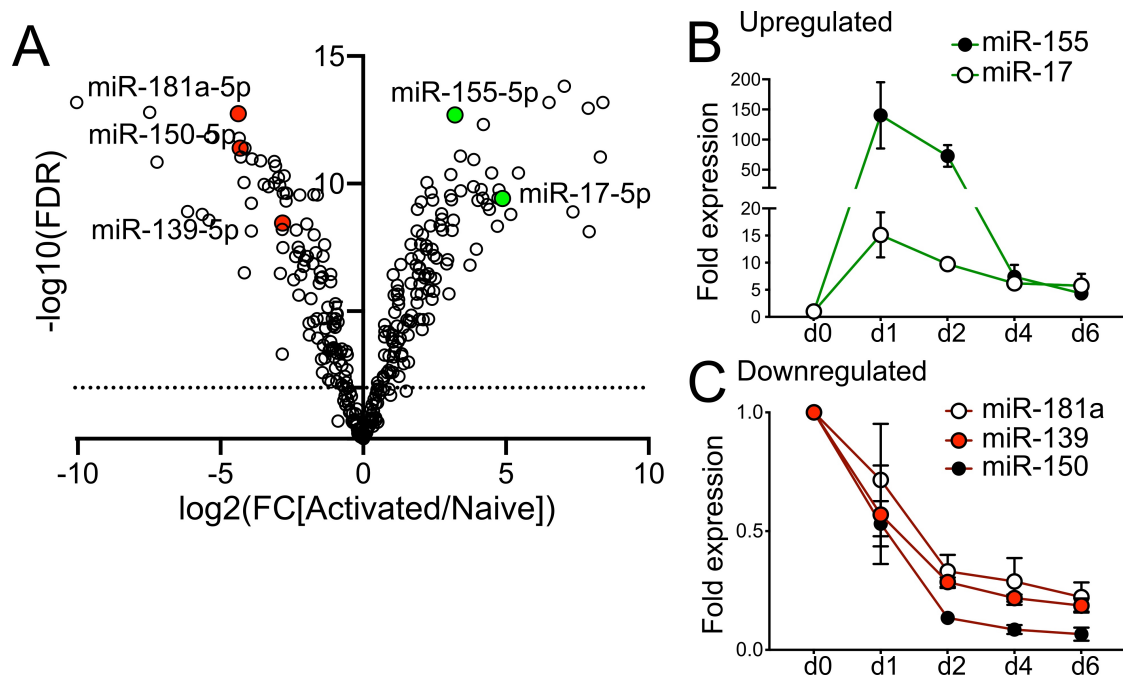 A
15
miR-181a-5p
miR-155-5p
miR-150-5p
10
miR-17-5p
miR-139-5p
-log10(FDR)
-10
-5
0
5
10
log2(FC[Activated/Naive])
B
Upregulated
miR-155
miR-17
Fold expression
200
150
100
50
20
15
10
5
0
d0
d1
d2
d4
d6
C
Downregulated
miR-181a
miR-139
miR-150
Fold expression
1.0
0.5
0.0
d0
d1
d2
d4
d6